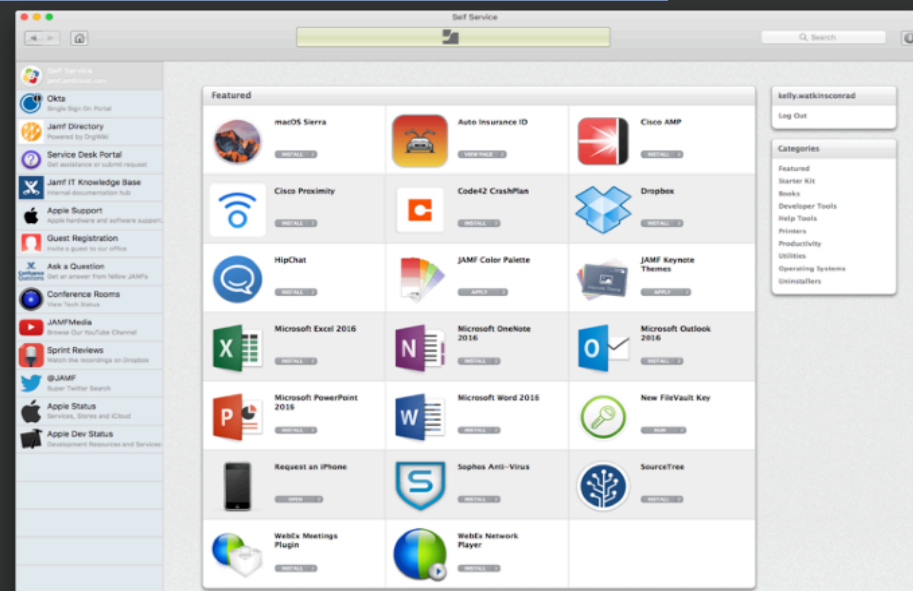 Self Service
Search
Self Service
Okta
Single Sign On Portal
Jamf Directory
Powered by OrgWiki
Service Desk Portal
Get assistance or submit request
Jamf IT Knowledge Base
Internal documentation hub
Apple Support
Apple hardware and software support
Guest Registration
Invite a guest to our office
Ask a Question
Get an answer from fellow JAMFs
Conference Rooms
View Tech Status
JAMFMedia
Browse Our YouTube Channel
Sprint Reviews
Watch the recordings on Dropbox
@JAMF
Super Twitter Search
Apple Status
Services, Stores and iCloud
Apple Dev Status
Development Resources and Services
Featured
macOS Sierra
INSTALL
Auto Insurance ID
VIEW PAGE
Cisco AMP
INSTALL
Cisco Proximity
INSTALL
Code42 CrashPlan
INSTALL
Dropbox
INSTALL
HipChat
INSTALL
JAMF Color Palette
APPLY
JAMF Keynote
Themes
APPLY
Microsoft Excel 2016
INSTALL
Microsoft OneNote
2016
INSTALL
Microsoft Outlook
2016
INSTALL
Microsoft PowerPoint
2016
INSTALL
Microsoft Word 2016
INSTALL
New FileVault Key
RUN
Request an iPhone
OPEN
Sophos Anti-Virus
INSTALL
SourceTree
INSTALL
WebEx Meetings
Plugin
INSTALL
WebEx Network
Player
INSTALL
kelly.watkinsconrad
Log Out
Categories
Featured
Starter Kit
Books
Developer Tools
Help Tools
Printers
Productivity
Utilities
Operating Systems
Uninstallers